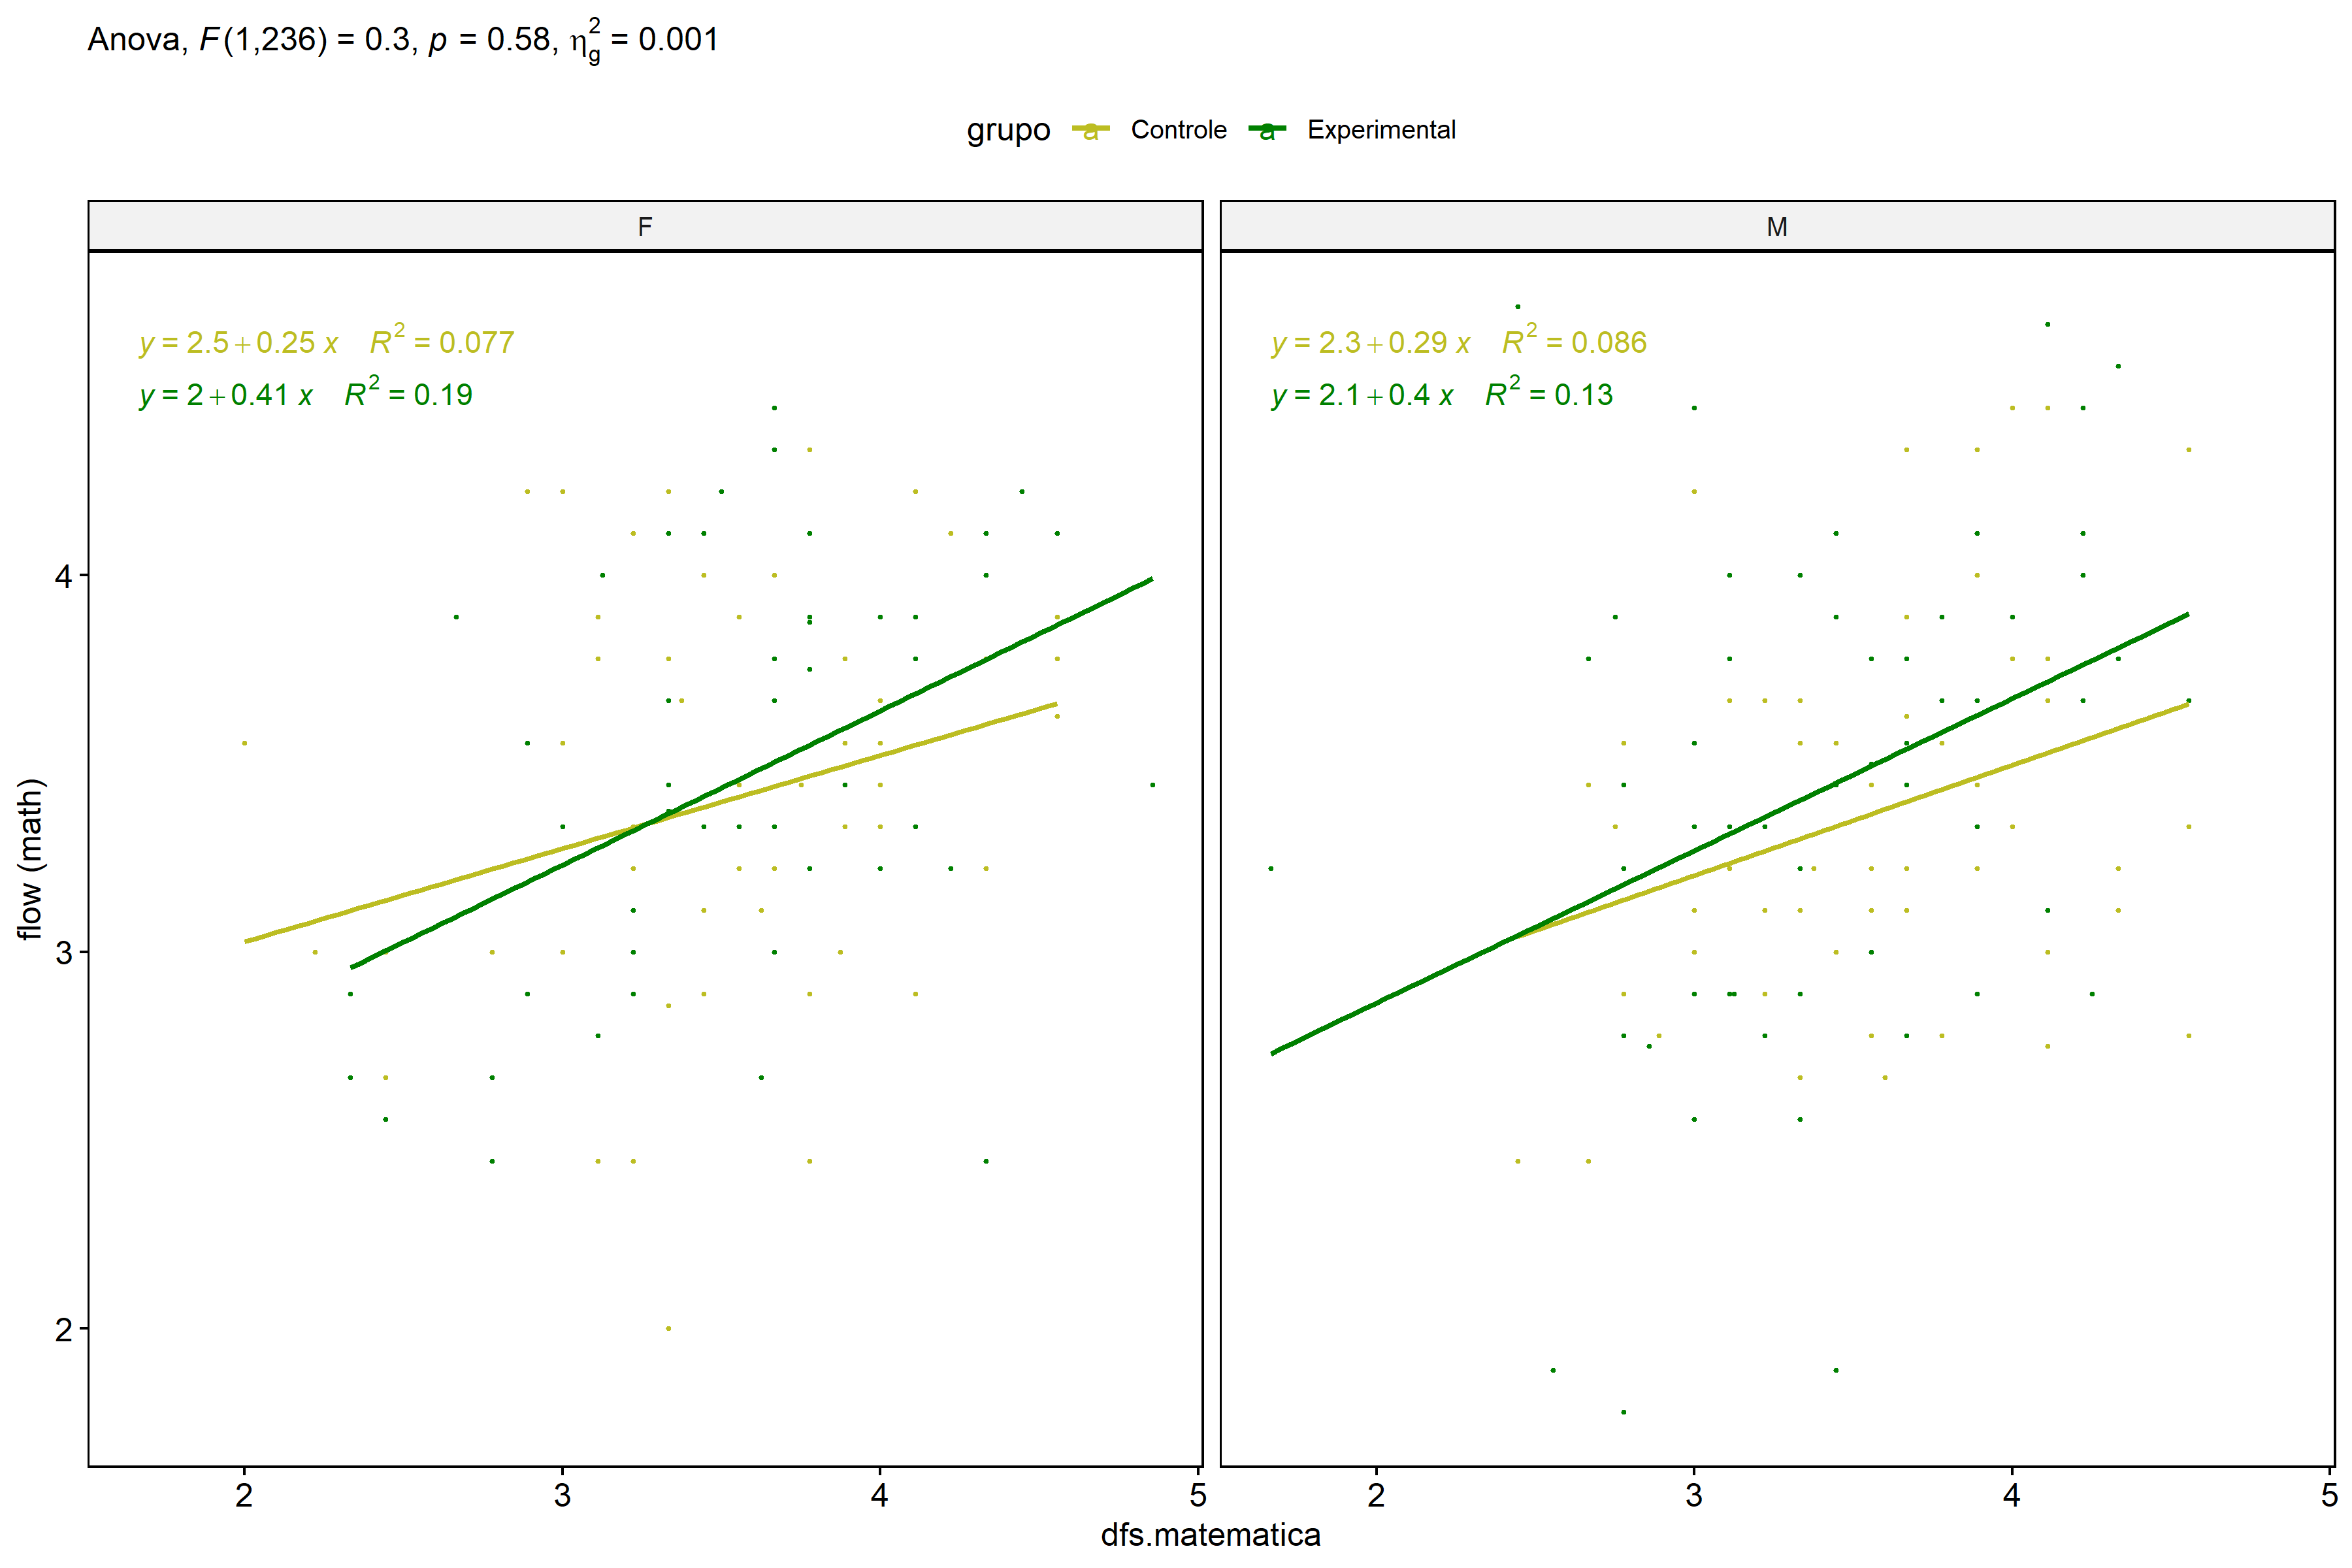 Anova, F(1,236) = 0.3, p = 0.58, η²g = 0.001
grupo a Controle a Experimental
F
y = 2.5 + 0.25 x R² = 0.077
y = 2 + 0.41 x R² = 0.19
M
y = 2.3 + 0.29 x R² = 0.086
y = 2.1 + 0.4 x R² = 0.13
flow (math)
4
3
2
2 3 4 5
2 3 4 5
dfs.matematica